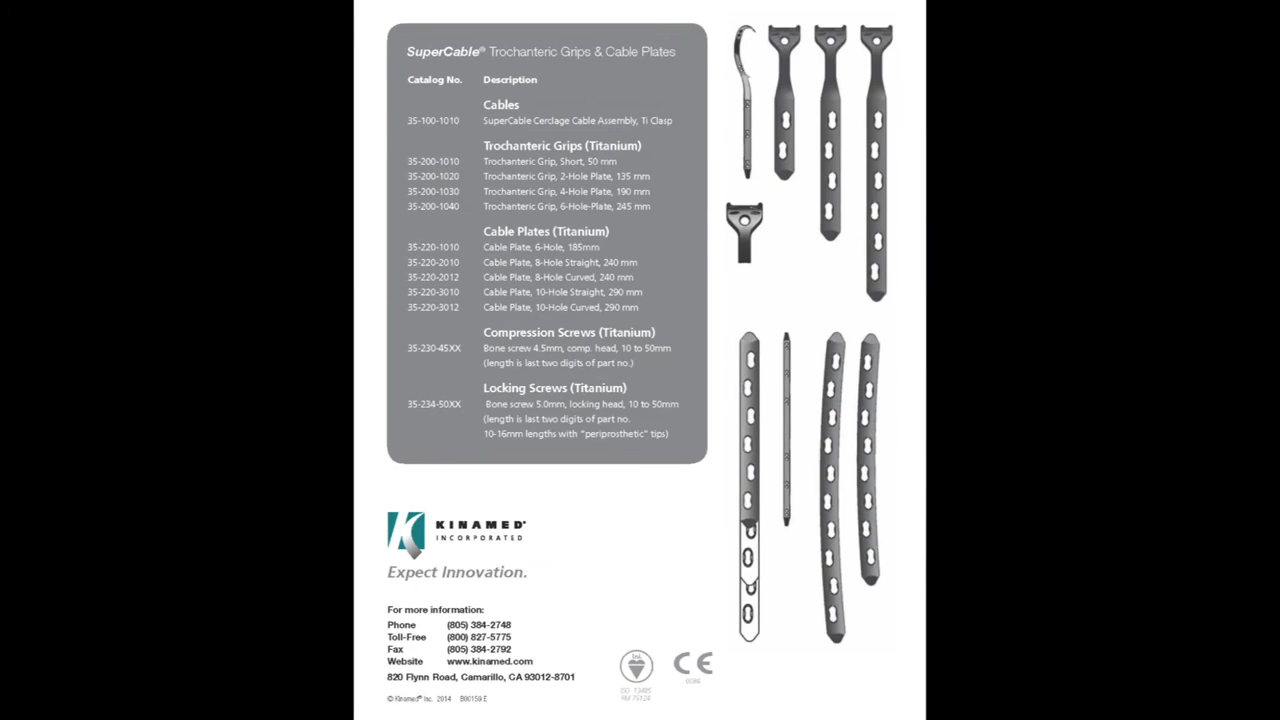 SuperCable® Trochanteric Grips & Cable Plates
Catalog No. Description
Cables
35-100-1010 SuperCable Cerclage Cable Assembly, Ti Clasp
Trochanteric Grips (Titanium)
35-200-1010 Trochanteric Grip, Short, 50 mm
35-200-1020 Trochanteric Grip, 2-Hole Plate, 135 mm
35-200-1030 Trochanteric Grip, 4-Hole Plate, 190 mm
35-200-1040 Trochanteric Grip, 6-Hole-Plate, 245 mm
Cable Plates (Titanium)
35-220-1010 Cable Plate, 6-Hole, 185mm
35-220-2010 Cable Plate, 8-Hole Straight, 240 mm
35-220-2012 Cable Plate, 8-Hole Curved, 240 mm
35-220-3010 Cable Plate, 10-Hole Straight, 290 mm
35-220-3012 Cable Plate, 10-Hole Curved, 290 mm
Compression Screws (Titanium)
35-230-45XX Bone screw 4.5mm, comp. head, 10 to 50mm
(length is last two digits of part no.)
Locking Screws (Titanium)
35-234-50XX Bone screw 5.0mm, locking head, 10 to 50mm
(length is last two digits of part no.
10-16mm lengths with “periprosthetic” tips)
KINAMED®
INCORPORATED
Expect Innovation.
For more information:
Phone (805) 384-2748
Toll-Free (800) 827-5775
Fax (805) 384-2792
Website www.kinamed.com
820 Flynn Road, Camarillo, CA 93012-8701
© Kinamed® Inc. 2014 B00159 E
bsi.
ISO 13485
FM 75124
CE
0086